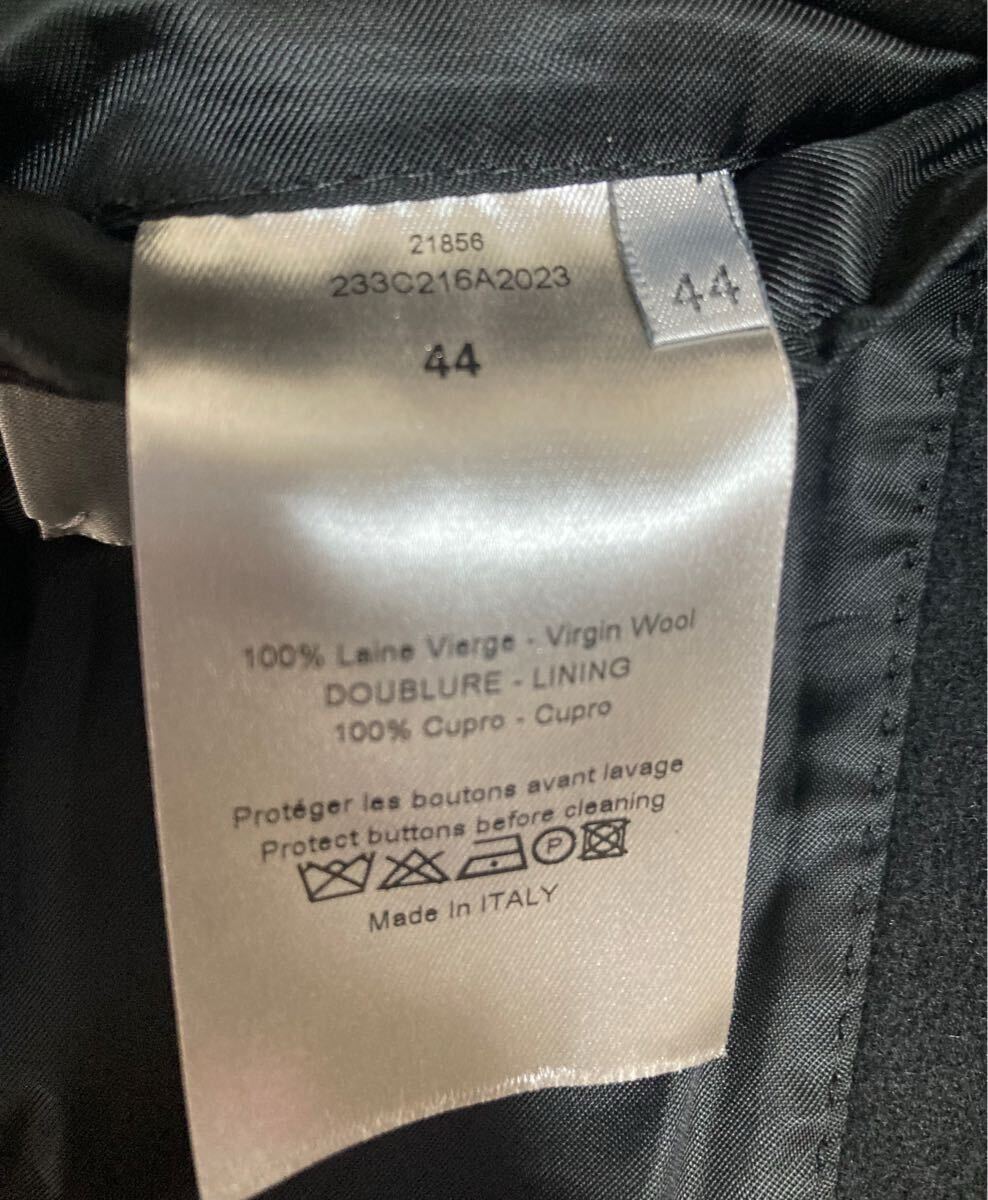 21856
233C216A2023
44
44
100% Laine Vierge - Virgin Wool
DOUBLURE - LINING
100% Cupro - Cupro
Protéger les boutons avant lavage
Protect buttons before cleaning
P
Made In ITALY